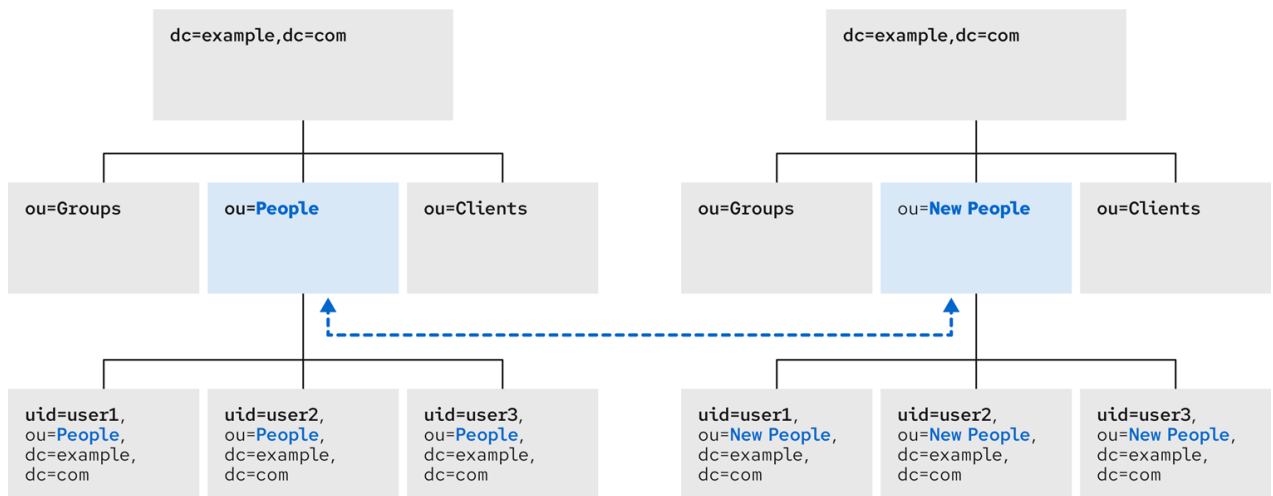 dc=example,dc=com
ou=Groups
ou=People
ou=Clients
uid=user1,
ou=People,
dc=example,
dc=com
uid=user2,
ou=People,
dc=example,
dc=com
uid=user3,
ou=People,
dc=example,
dc=com
dc=example,dc=com
ou=Groups
ou=New People
ou=Clients
uid=user1,
ou=New People,
dc=example,
dc=com
uid=user2,
ou=New People,
dc=example,
dc=com
uid=user3,
ou=New People,
dc=example,
dc=com